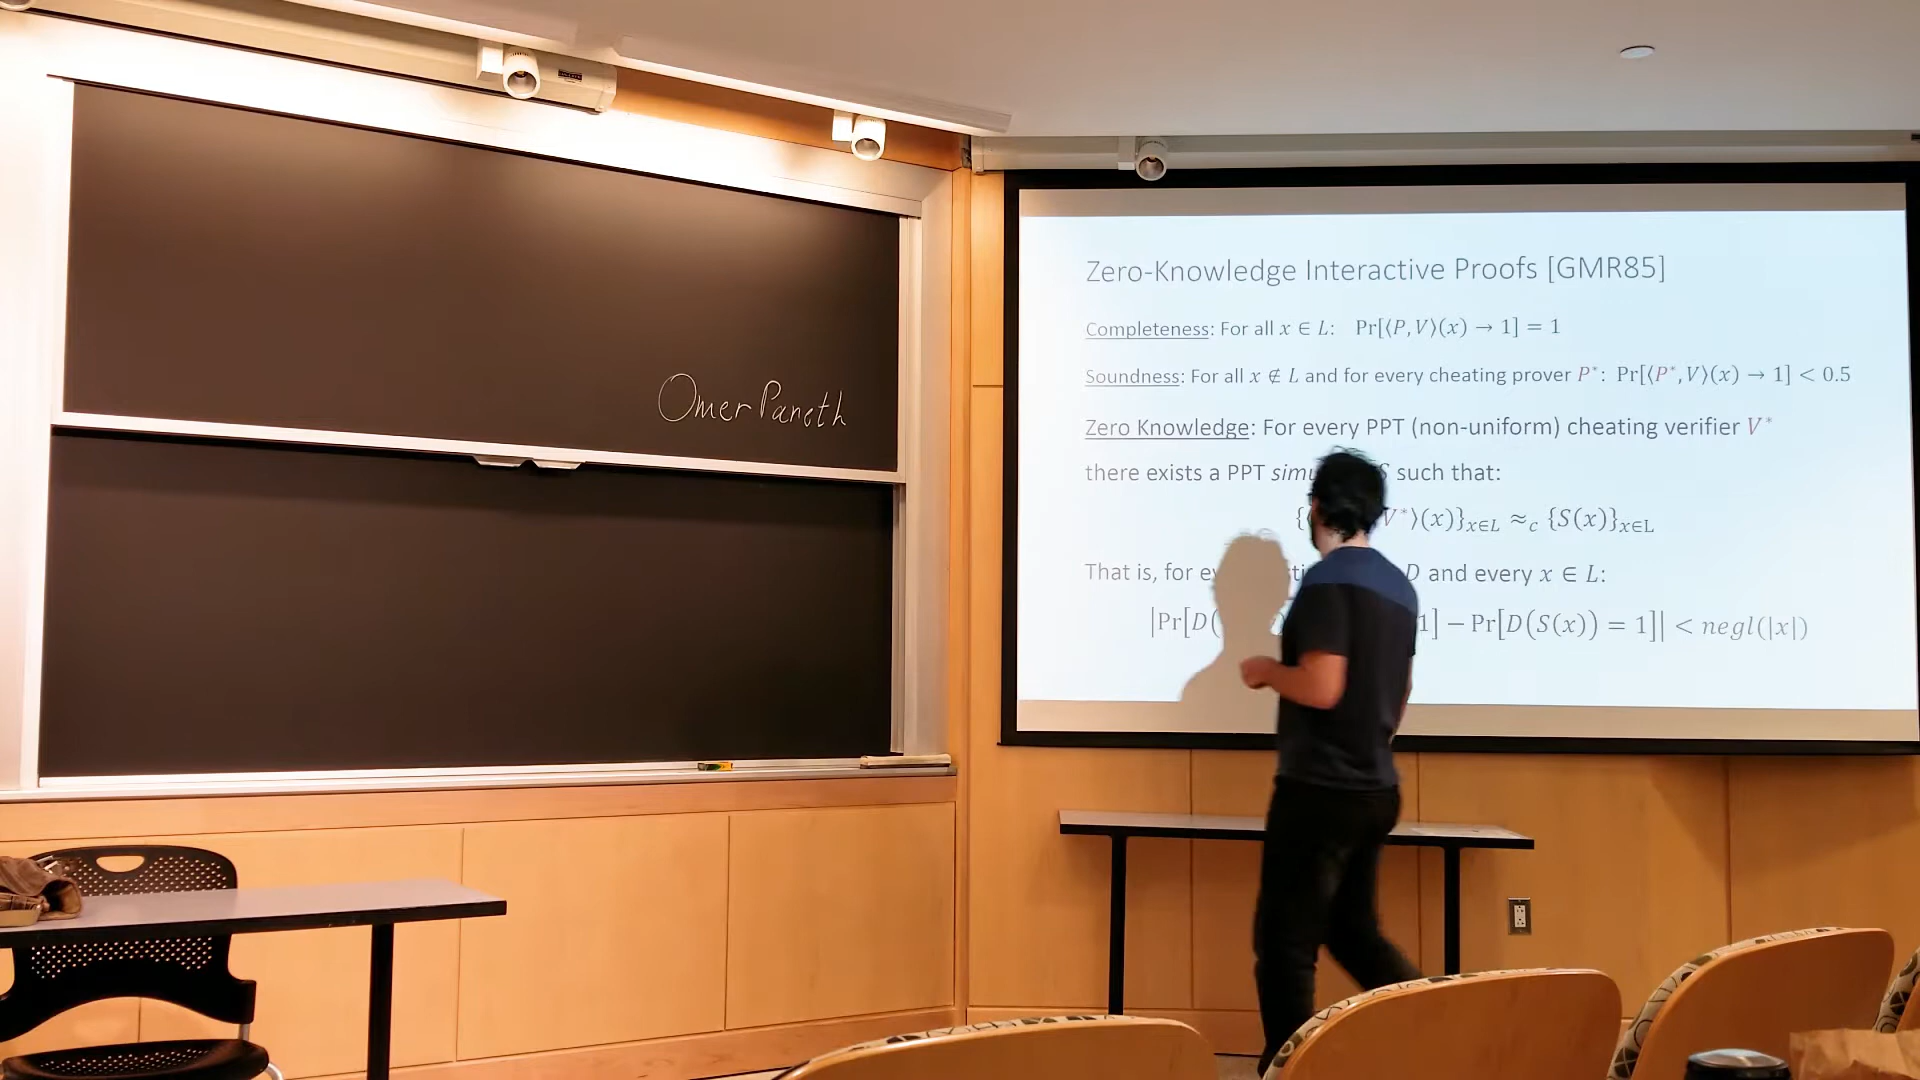 Omer Paneth
Zero-Knowledge Interactive Proofs [GMR85]
Completeness: For all x ∈ L: Pr[⟨P, V⟩(x) → 1] = 1
Soundness: For all x ∉ L and for every cheating prover P*: Pr[⟨P*, V⟩(x) → 1] < 0.5
Zero Knowledge: For every PPT (non-uniform) cheating verifier V*
there exists a PPT S such that:
V*⟩(x)}x∈L ≈c {S(x)}x∈L
That is, for D and every x ∈ L:
|Pr[D( 1] − Pr[D(S(x)) = 1]| < negl(|x|)